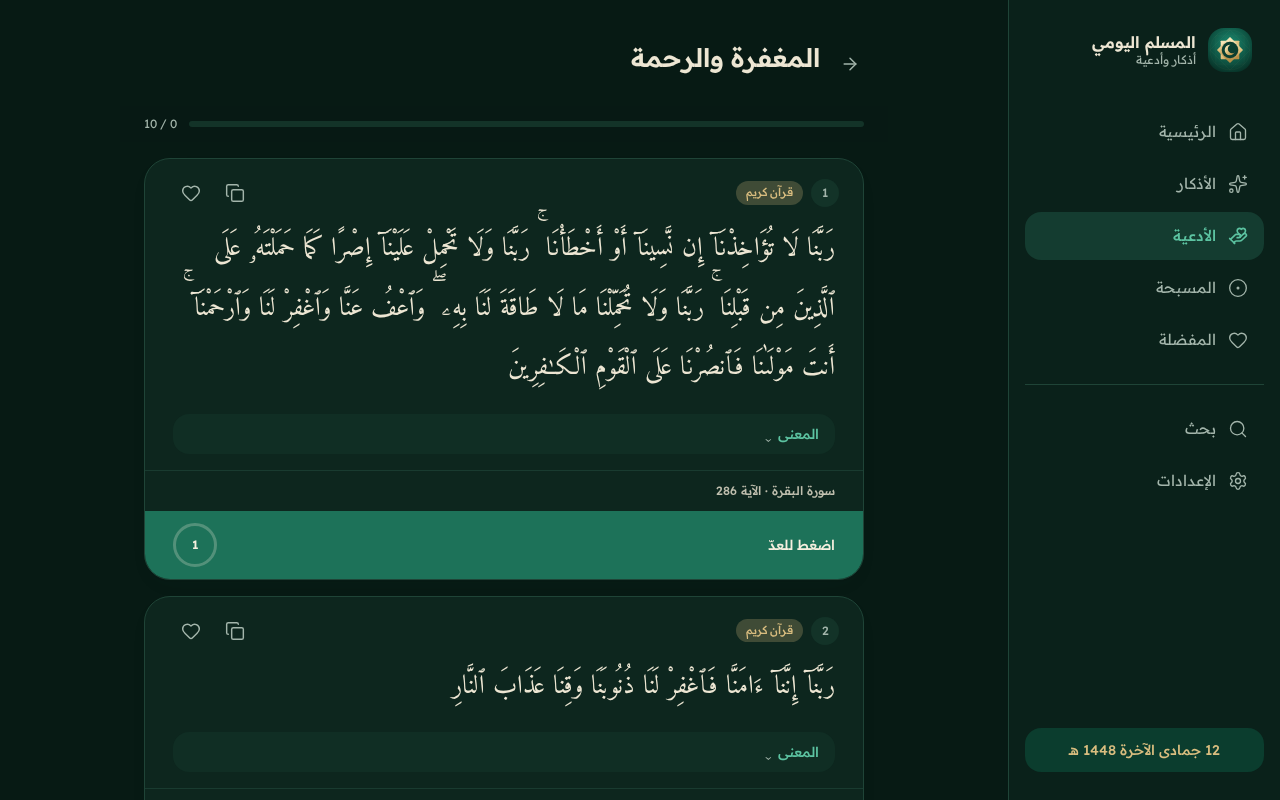 المسلم اليومي
أذكار وأدعية
الرئيسية
الأذكار
الأدعية
المسبحة
المفضلة
بحث
الإعدادات
12 جمادى الآخرة 1448 هـ
المغفرة والرحمة
0 / 10
1 قرآن كريم
رَبَّنَا لَا تُؤَاخِذْنَآ إِن نَّسِينَآ أَوْ أَخْطَأْنَا ۚ رَبَّنَا وَلَا تَحْمِلْ عَلَيْنَآ إِصْرًا كَمَا حَمَلْتَهُۥ عَلَى
ٱلَّذِينَ مِن قَبْلِنَا ۚ رَبَّنَا وَلَا تُحَمِّلْنَا مَا لَا طَاقَةَ لَنَا بِهِۦ ۖ وَٱعْفُ عَنَّا وَٱغْفِرْ لَنَا وَٱرْحَمْنَآ ۚ
أَنتَ مَوْلَىٰنَا فَٱنصُرْنَا عَلَى ٱلْقَوْمِ ٱلْكَـٰفِرِينَ
المعنى
سورة البقرة · الآية 286
اضغط للعدّ
1
2 قرآن كريم
رَبَّنَآ إِنَّنَآ ءَامَنَّا فَٱغْفِرْ لَنَا ذُنُوبَنَا وَقِنَا عَذَابَ ٱلنَّارِ
المعنى